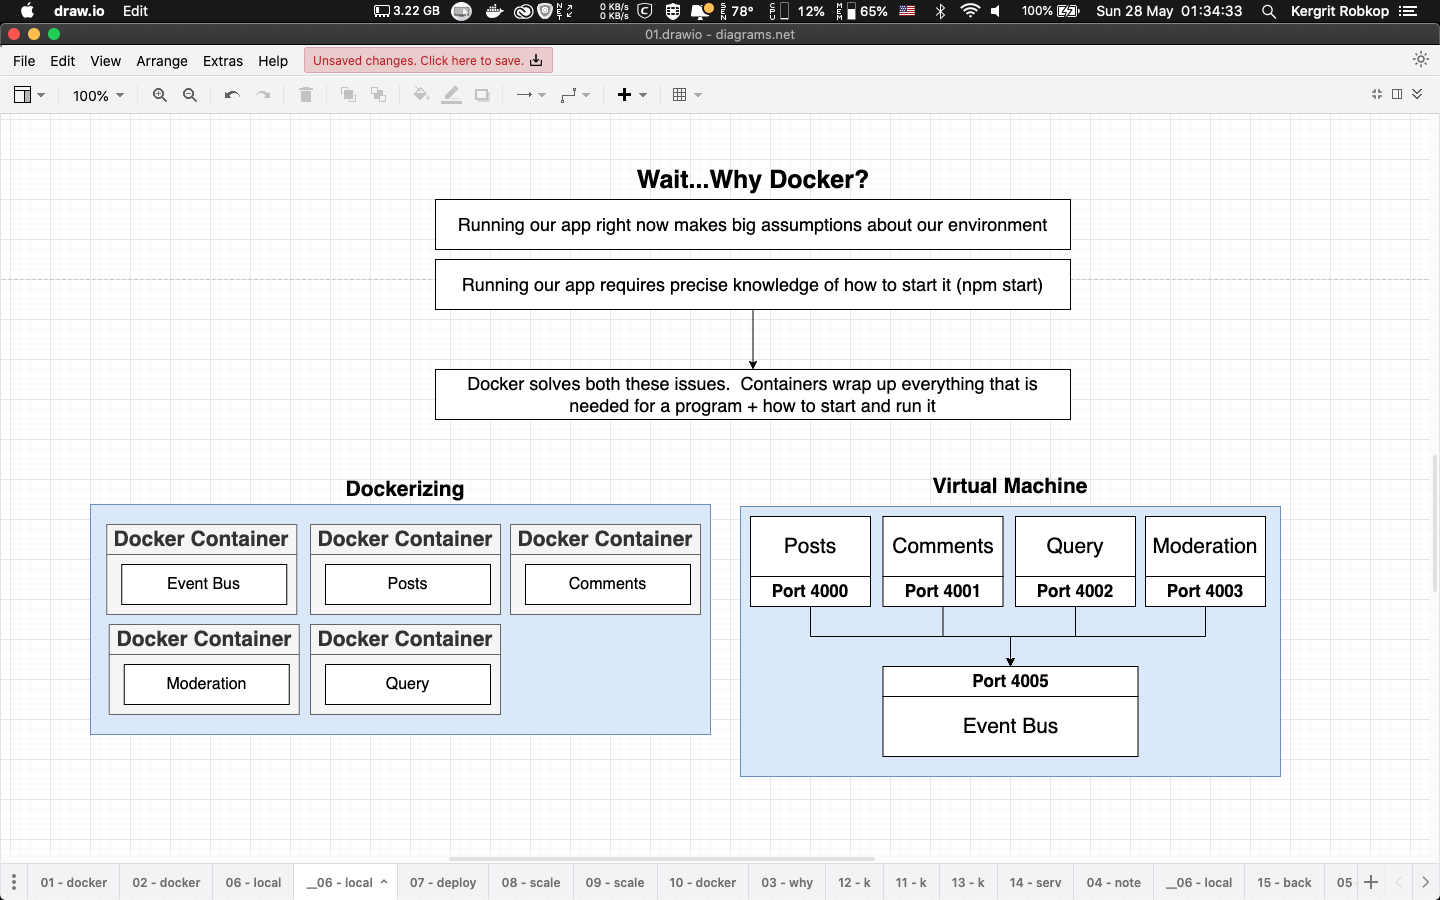 draw.io Edit 3.22 GB 0 KB/s 0 KB/s 78° 12% 65% 100% Sun 28 May 01:34:33 Kergrit Robkop
01.drawio - diagrams.net
File Edit View Arrange Extras Help Unsaved changes. Click here to save.
100%
Wait...Why Docker?
Running our app right now makes big assumptions about our environment
Running our app requires precise knowledge of how to start it (npm start)
Docker solves both these issues. Containers wrap up everything that is
needed for a program + how to start and run it
Dockerizing
Docker Container
Event Bus
Docker Container
Posts
Docker Container
Comments
Docker Container
Moderation
Docker Container
Query
Virtual Machine
Posts
Port 4000
Comments
Port 4001
Query
Port 4002
Moderation
Port 4003
Port 4005
Event Bus
01 - docker 02 - docker 06 - local __06 - local 07 - deploy 08 - scale 09 - scale 10 - docker 03 - why 12 - k 11 - k 13 - k 14 - serv 04 - note __06 - local 15 - back 05